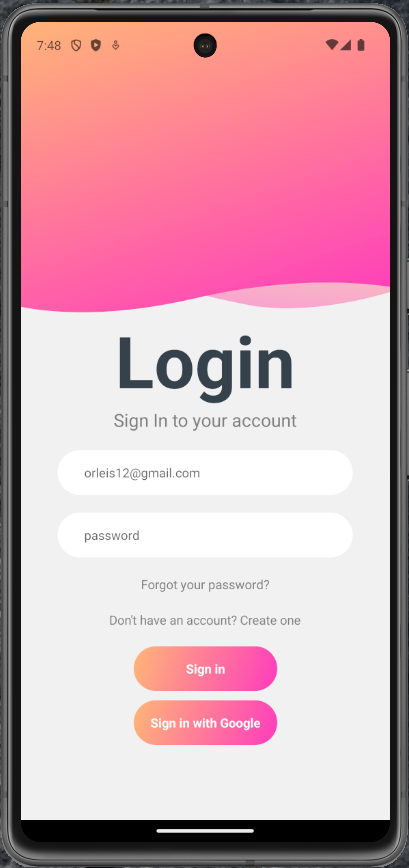 7:48
Login
Sign In to your account
orleis12@gmail.com
password
Forgot your password?
Don't have an account? Create one
Sign in
Sign in with Google